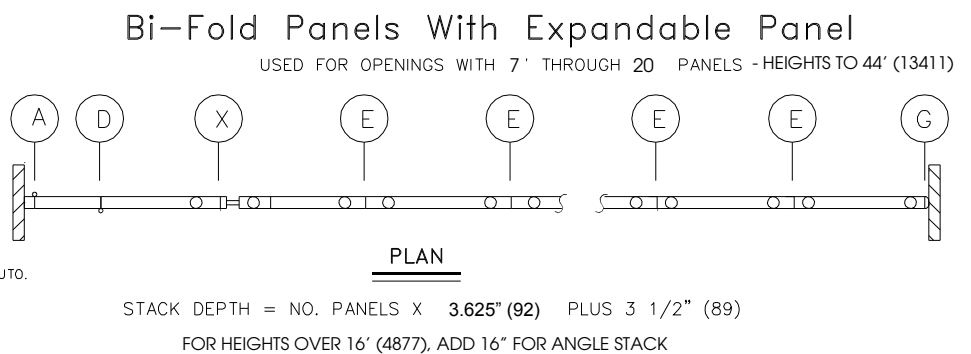 Bi-Fold Panels With Expandable Panel
USED FOR OPENINGS WITH 7' THROUGH 20 PANELS - HEIGHTS TO 44' (13411)
A D X E E E E G
PLAN
UTO.
STACK DEPTH = NO. PANELS X 3.625" (92) PLUS 3 1/2" (89)
FOR HEIGHTS OVER 16' (4877), ADD 16" FOR ANGLE STACK